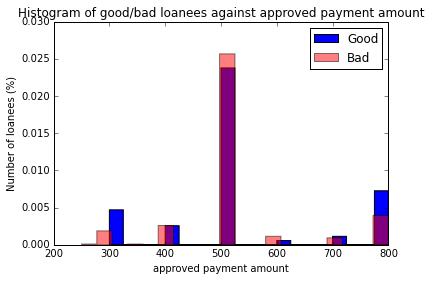 Histogram of good/bad loanees against approved payment amount
Good
Bad
Number of loanees (%)
0.030
0.025
0.020
0.015
0.010
0.005
0.000
200 300 400 500 600 700 800
approved payment amount